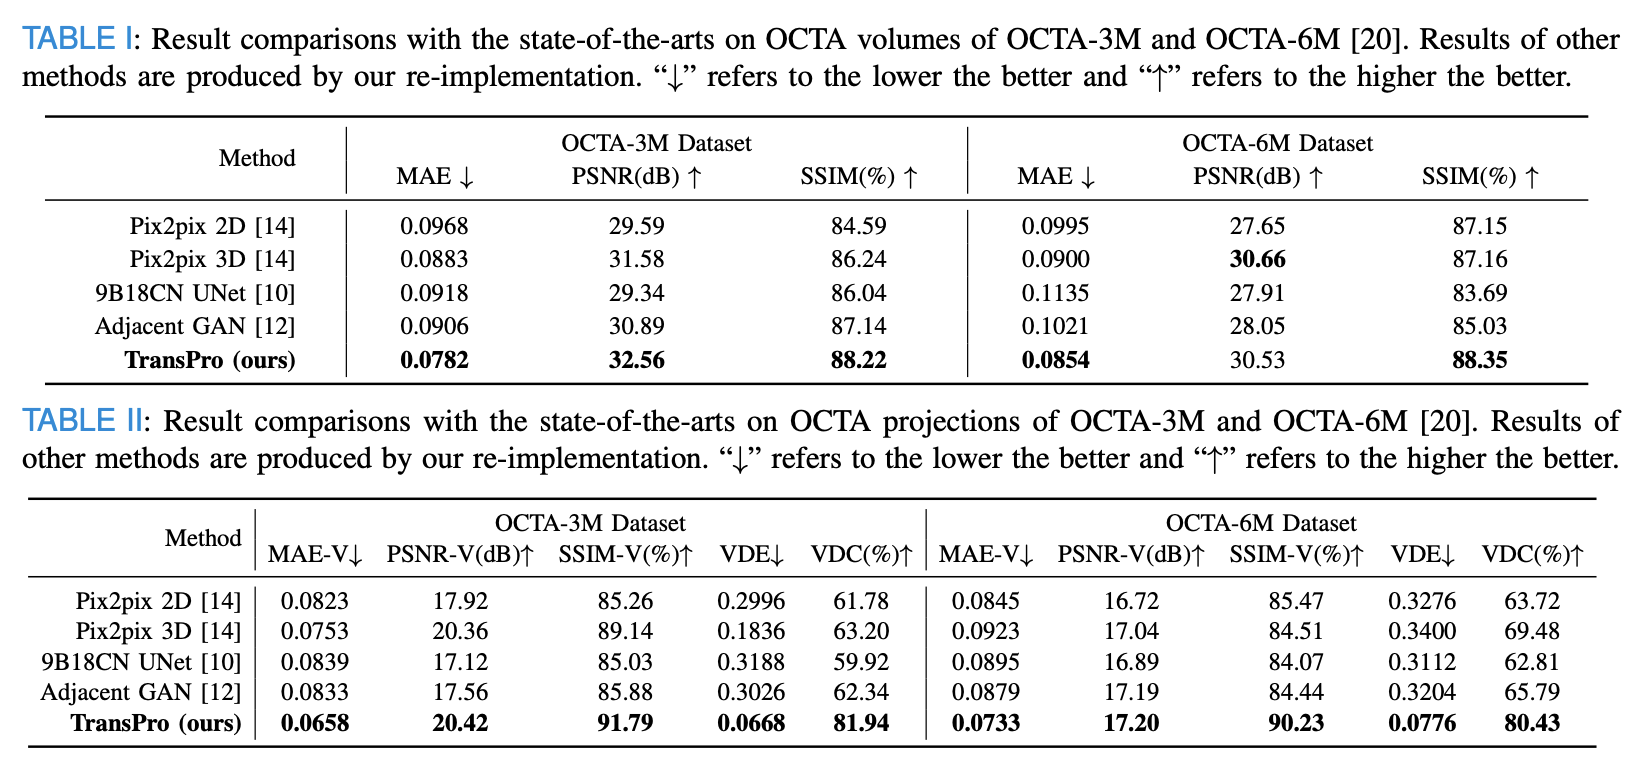 TABLE I: Result comparisons with the state-of-the-arts on OCTA volumes of OCTA-3M and OCTA-6M [20]. Results of other
methods are produced by our re-implementation. “↓” refers to the lower the better and “↑” refers to the higher the better.
Method OCTA-3M Dataset OCTA-6M Dataset
MAE ↓ PSNR(dB) ↑ SSIM(%) ↑ MAE ↓ PSNR(dB) ↑ SSIM(%) ↑
Pix2pix 2D [14] 0.0968 29.59 84.59 0.0995 27.65 87.15
Pix2pix 3D [14] 0.0883 31.58 86.24 0.0900 30.66 87.16
9B18CN UNet [10] 0.0918 29.34 86.04 0.1135 27.91 83.69
Adjacent GAN [12] 0.0906 30.89 87.14 0.1021 28.05 85.03
TransPro (ours) 0.0782 32.56 88.22 0.0854 30.53 88.35
TABLE II: Result comparisons with the state-of-the-arts on OCTA projections of OCTA-3M and OCTA-6M [20]. Results of
other methods are produced by our re-implementation. “↓” refers to the lower the better and “↑” refers to the higher the better.
Method OCTA-3M Dataset OCTA-6M Dataset
MAE-V↓ PSNR-V(dB)↑ SSIM-V(%)↑ VDE↓ VDC(%)↑ MAE-V↓ PSNR-V(dB)↑ SSIM-V(%)↑ VDE↓ VDC(%)↑
Pix2pix 2D [14] 0.0823 17.92 85.26 0.2996 61.78 0.0845 16.72 85.47 0.3276 63.72
Pix2pix 3D [14] 0.0753 20.36 89.14 0.1836 63.20 0.0923 17.04 84.51 0.3400 69.48
9B18CN UNet [10] 0.0839 17.12 85.03 0.3188 59.92 0.0895 16.89 84.07 0.3112 62.81
Adjacent GAN [12] 0.0833 17.56 85.88 0.3026 62.34 0.0879 17.19 84.44 0.3204 65.79
TransPro (ours) 0.0658 20.42 91.79 0.0668 81.94 0.0733 17.20 90.23 0.0776 80.43